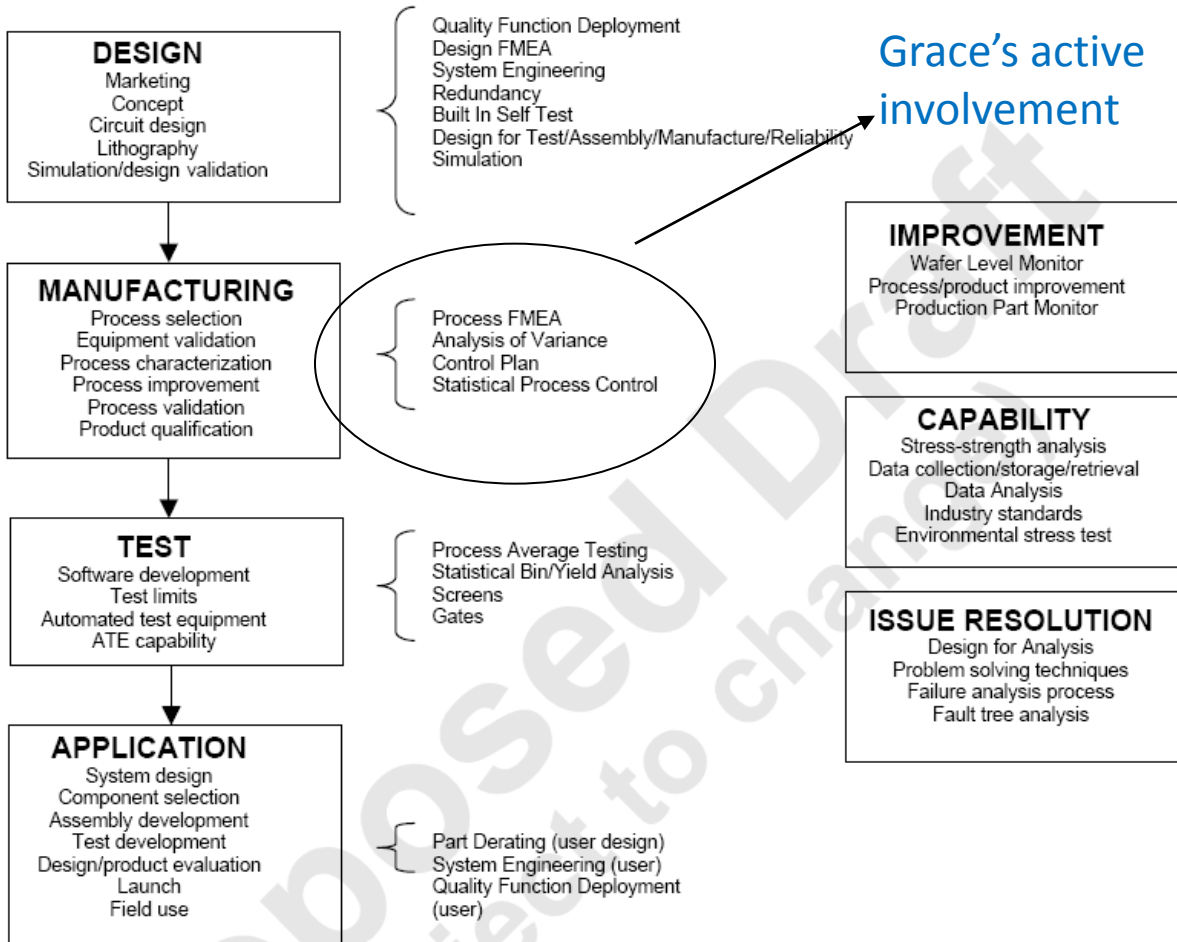 DESIGN
Marketing
Concept
Circuit design
Lithography
Simulation/design validation
Quality Function Deployment
Design FMEA
System Engineering
Redundancy
Built In Self Test
Design for Test/Assembly/Manufacture/Reliability
Simulation
Grace’s active
involvement
MANUFACTURING
Process selection
Equipment validation
Process characterization
Process improvement
Process validation
Product qualification
Process FMEA
Analysis of Variance
Control Plan
Statistical Process Control
TEST
Software development
Test limits
Automated test equipment
ATE capability
Process Average Testing
Statistical Bin/Yield Analysis
Screens
Gates
APPLICATION
System design
Component selection
Assembly development
Test development
Design/product evaluation
Launch
Field use
Part Derating (user design)
System Engineering (user)
Quality Function Deployment
(user)
IMPROVEMENT
Wafer Level Monitor
Process/product improvement
Production Part Monitor
CAPABILITY
Stress-strength analysis
Data collection/storage/retrieval
Data Analysis
Industry standards
Environmental stress test
ISSUE RESOLUTION
Design for Analysis
Problem solving techniques
Failure analysis process
Fault tree analysis
posed Draft
ject to change)